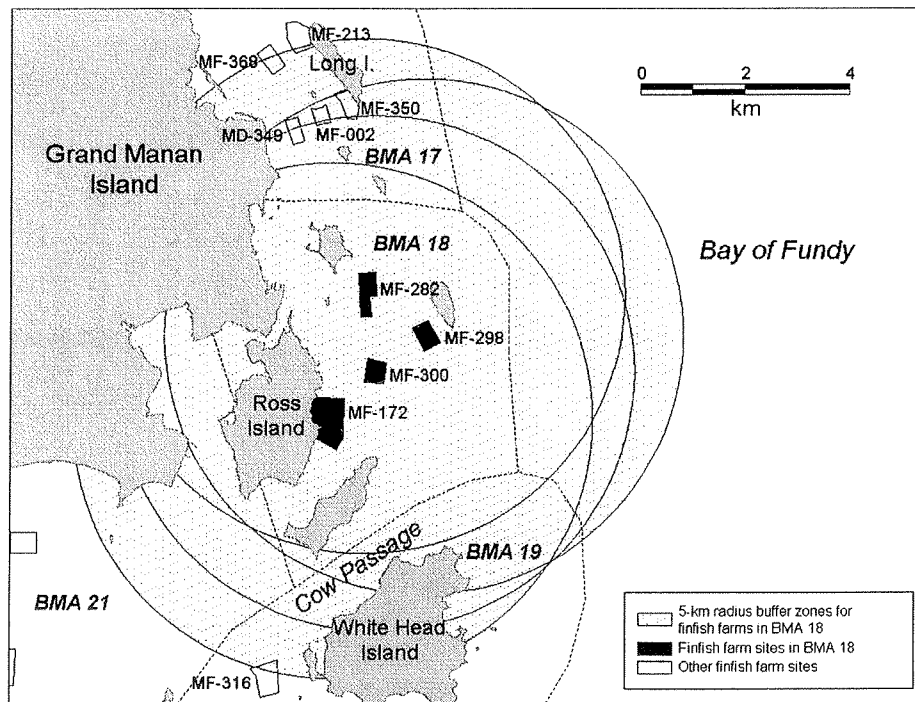 MF-213
MF-368
Long I.
0 2 4
km
MF-350
MD-349
MF-002
Grand Manan
Island
BMA 17
BMA 18
Bay of Fundy
MF-282
MF-298
MF-300
Ross
Island
MF-172
Cow Passage
BMA 19
BMA 21
White Head
Island
MF-316
5-km radius buffer zones for
finfish farms in BMA 18
Finfish farm sites in BMA 18
Other finfish farm sites